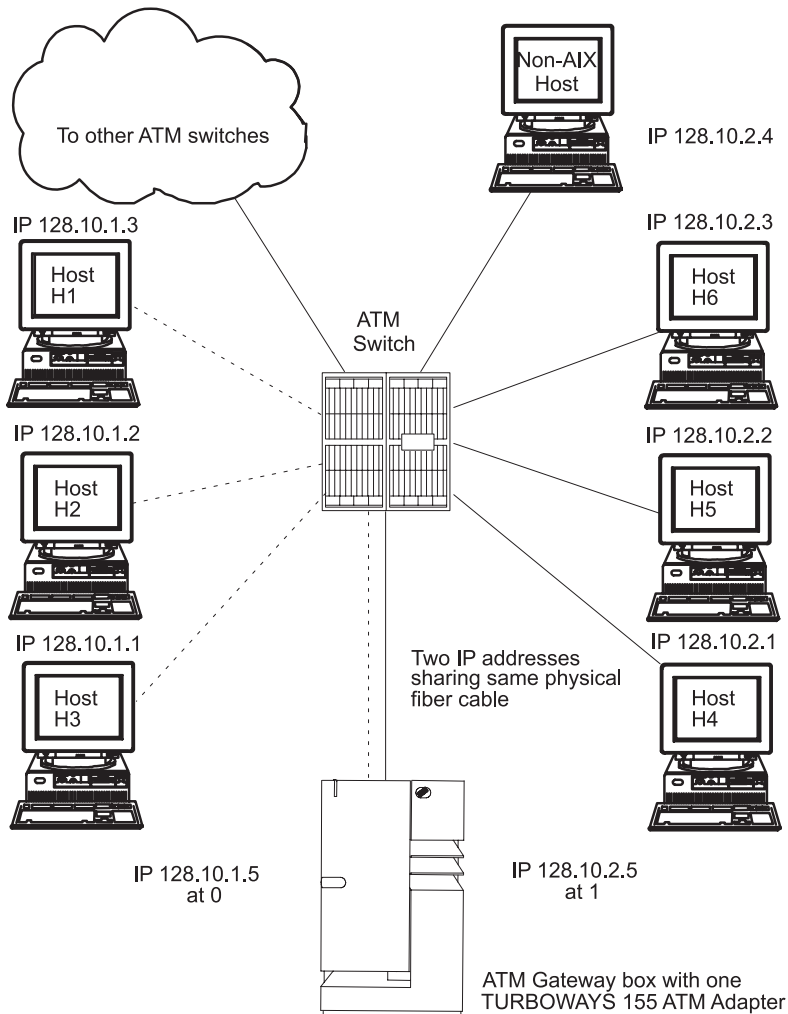 Non-AIX
Host
To other ATM switches
IP 128.10.2.4
IP 128.10.1.3
IP 128.10.2.3
Host
H1
Host
H6
ATM
Switch
IP 128.10.1.2
IP 128.10.2.2
Host
H2
Host
H5
IP 128.10.1.1
IP 128.10.2.1
Two IP addresses
sharing same physical
fiber cable
Host
H3
Host
H4
IP 128.10.1.5
at 0
IP 128.10.2.5
at 1
ATM Gateway box with one
TURBOWAYS 155 ATM Adapter